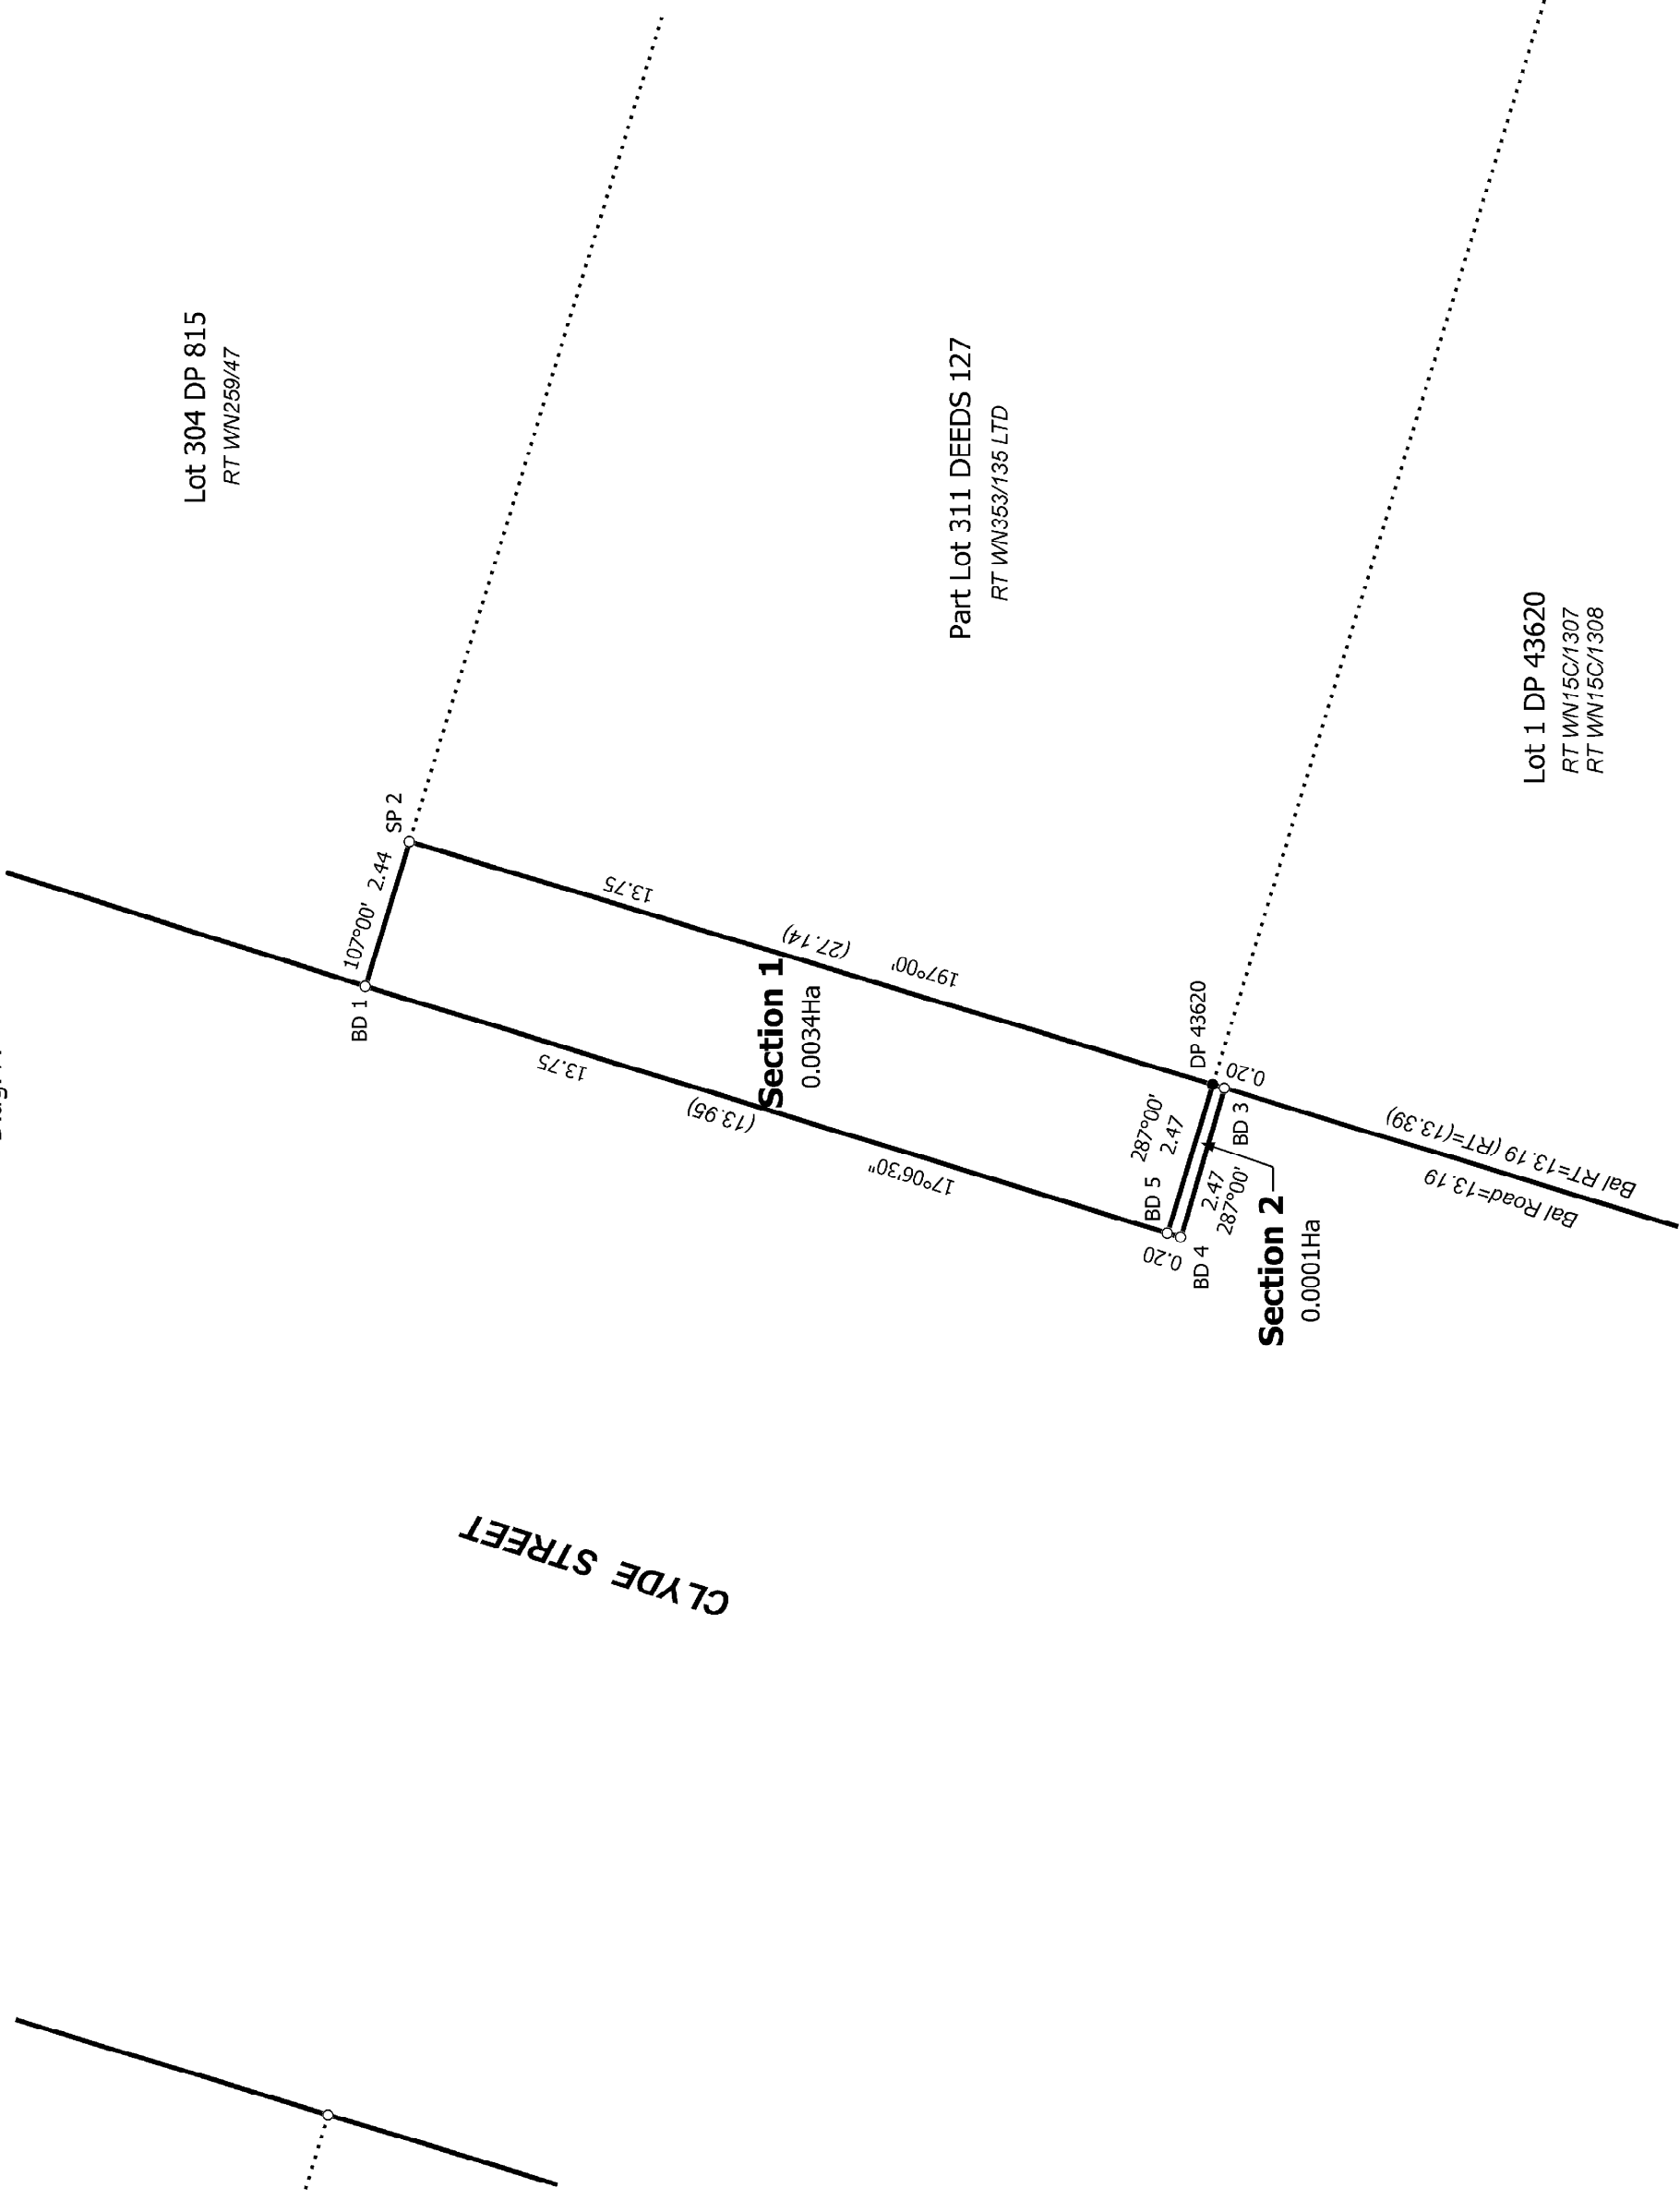 Lot 304 DP 815
RT WN259/47
Part Lot 311 DEEDS 127
RT WN353/135 LTD
Lot 1 DP 43620
RT WN15C/1307
RT WN15C/1308
SP 2
107°00' 2.44
BD 1
13.75
(27.14)
197°00'
Section 1
0.0034Ha
13.75
(13.95)
17°06'30"
DP 43620
0.20
BD 3
287°00'
2.47
BD 5
2.47
287°00'
0.20
BD 4
Section 2
0.0001Ha
Bal RT=13.19 (RT=(13.39)
Bal Road=13.19
CLYDE STREET